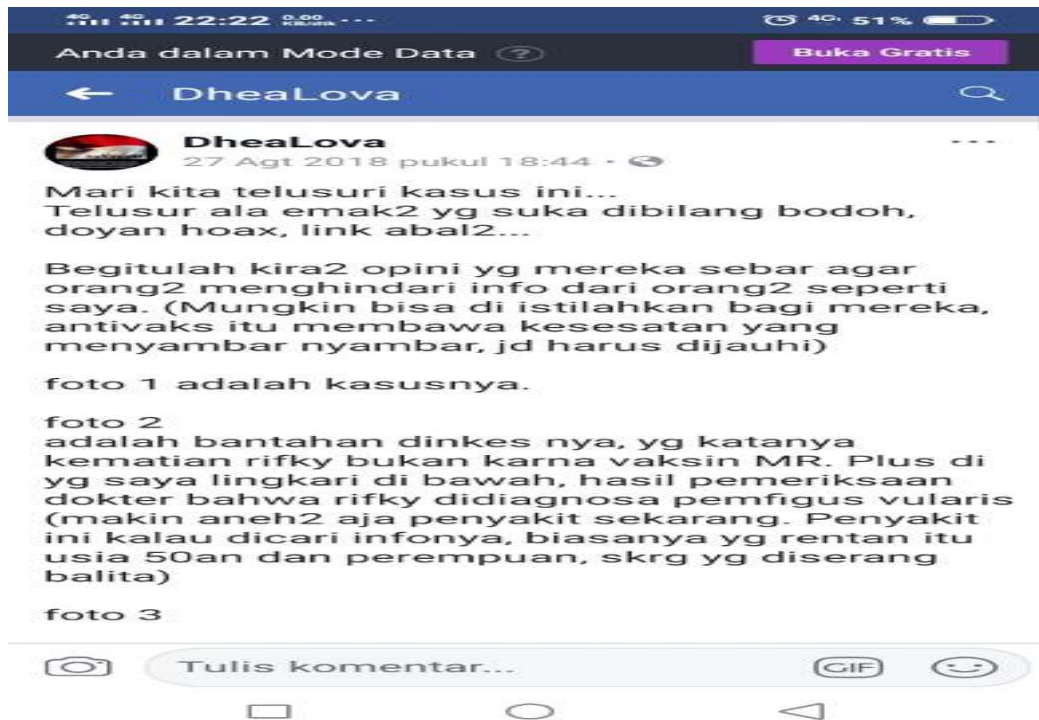 22:22 0.00 KB/dtk ...
4G 51%
Anda dalam Mode Data ?
Buka Gratis
DheaLova
DheaLova
27 Agt 2018 pukul 18:44 •
Mari kita telusuri kasus ini...
Telusur ala emak2 yg suka dibilang bodoh,
doyan hoax, link abal2...
Begitulah kira2 opini yg mereka sebar agar
orang2 menghindari info dari orang2 seperti
saya. (Mungkin bisa di istilahkan bagi mereka,
antivaks itu membawa kesesatan yang
menyambar nyambar, jd harus dijauhi)
foto 1 adalah kasusnya.
foto 2
adalah bantahan dinkes nya, yg katanya
kematian rifky bukan karna vaksin MR. Plus di
yg saya lingkari di bawah, hasil pemeriksaan
dokter bahwa rifky didiagnosa pemfigus vularis
(makin aneh2 aja penyakit sekarang. Penyakit
ini kalau dicari infonya, biasanya yg rentan itu
usia 50an dan perempuan, skrg yg diserang
balita)
foto 3
Tulis komentar...
GIF